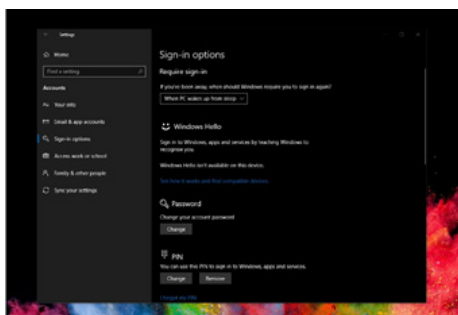 Settings
Home
Sign-in options
Find a setting
Require sign-in
Accounts
If you've been away, when should Windows require you to sign in again?
Your info
When PC wakes up from sleep
Email & app accounts
Windows Hello
Sign-in options
Sign in to Windows, apps and services by teaching Windows to
recognise you.
Access work or school
Windows Hello isn't available on this device.
Family & other people
See how it works and find compatible devices.
Sync your settings
Password
Change your account password
Change
PIN
You can use this PIN to sign in to Windows, apps and services.
Change Remove
I forgot my PIN